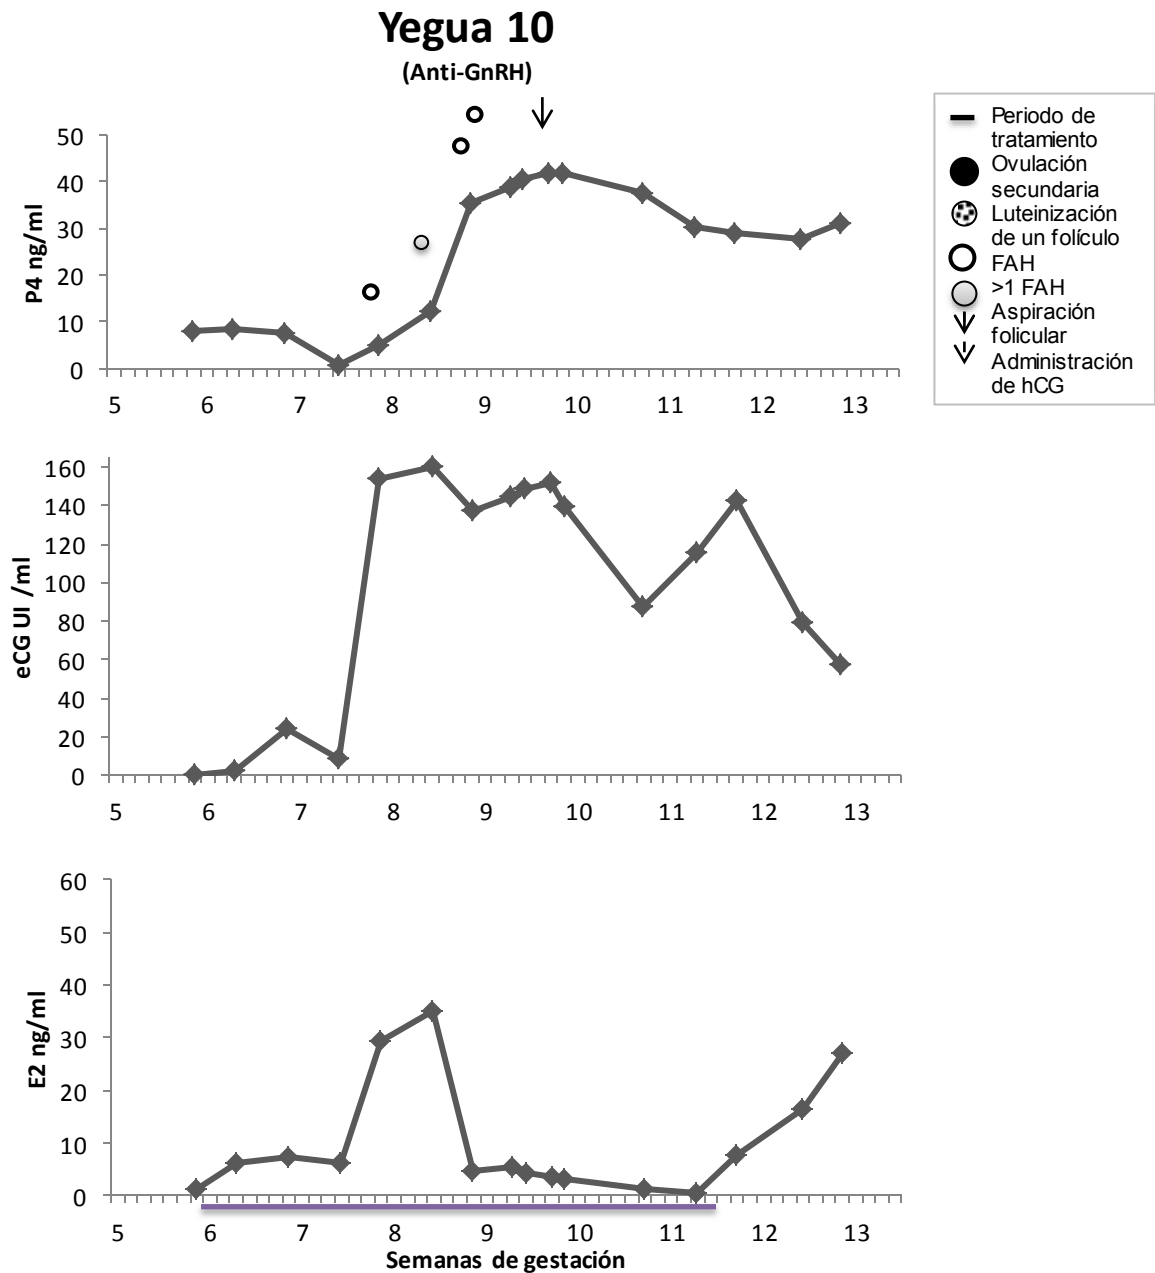 Yegua 10
(Anti-GnRH)
P4 ng/ml
50
40
30
20
10
0
5 6 7 8 9 10 11 12 13
Periodo de
tratamiento
Ovulación
secundaria
Luteinización
de un folículo
FAH
>1 FAH
Aspiración
folicular
Administración
de hCG
eCG UI /ml
160
140
120
100
80
60
40
20
0
5 6 7 8 9 10 11 12 13
E2 ng/ml
60
50
40
30
20
10
0
5 6 7 8 9 10 11 12 13
Semanas de gestación